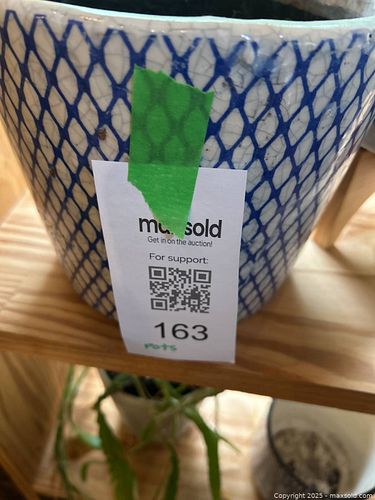 maxsold
Get in on the auction!
For support:
163
pots
Copyright 2025 - maxsold.com